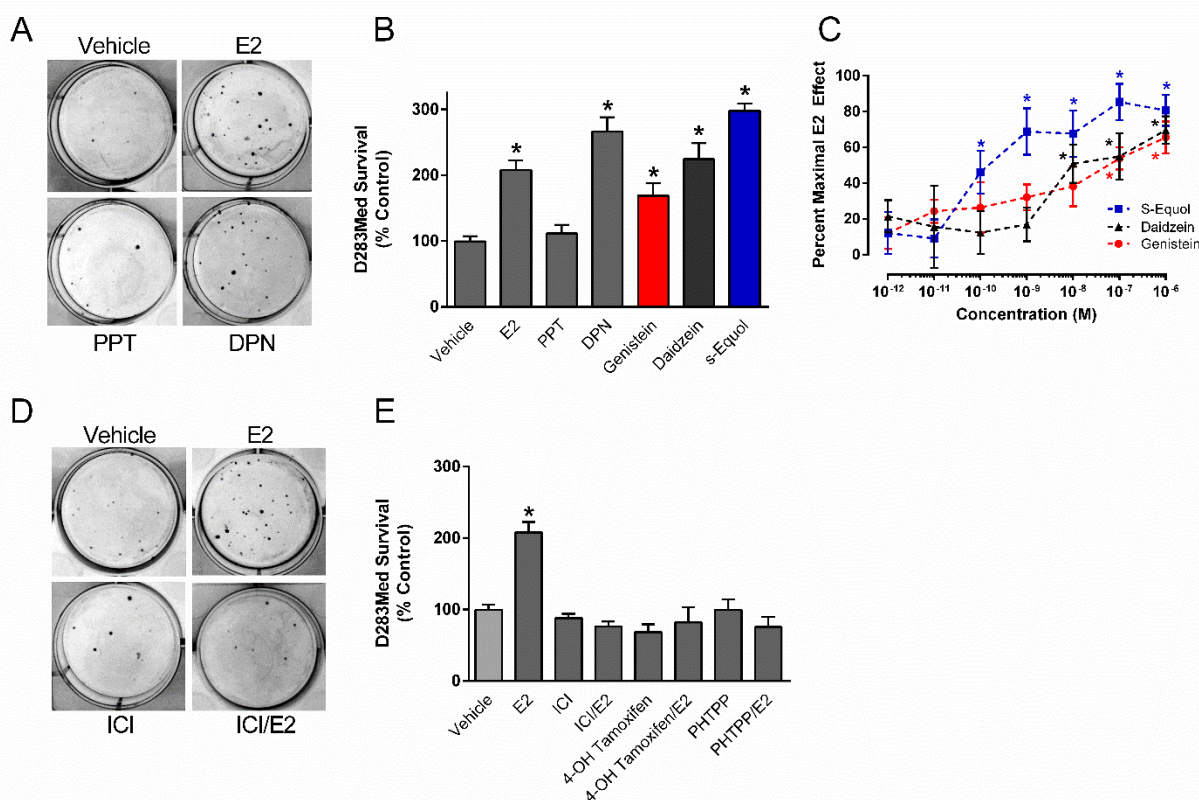 A
Vehicle
E2
PPT
DPN
B
D283Med Survival
(% Control)
300
200
100
0
Vehicle
E2
PPT
DPN
Genistein
Daidzein
s-Equol
*
*
*
*
*
C
Percent Maximal E2 Effect
100
80
60
40
20
0
*
*
*
*
*
*
*
*
*
*
S-Equol
Daidzein
Genistein
10-12
10-11
10-10
10-9
10-8
10-7
10-6
Concentration (M)
D
Vehicle
E2
ICI
ICI/E2
E
D283Med Survival
(% Control)
300
200
100
0
*
Vehicle
E2
ICI
ICI/E2
4-OH Tamoxifen
4-OH Tamoxifen/E2
PHTPP
PHTPP/E2